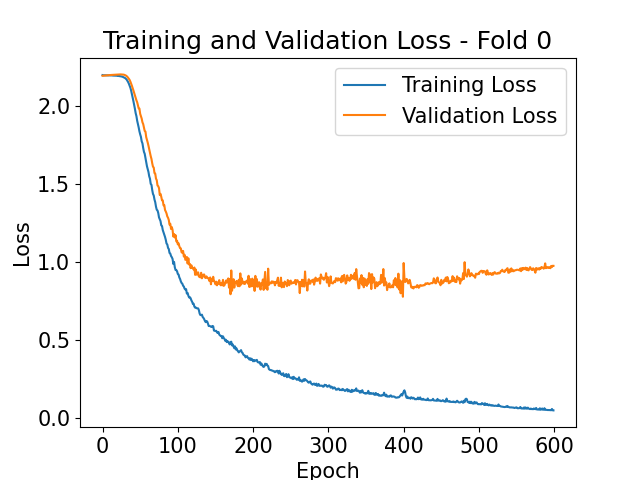 Training and Validation Loss - Fold 0
Training Loss
Validation Loss
Loss
2.0
1.5
1.0
0.5
0.0
0 100 200 300 400 500 600
Epoch